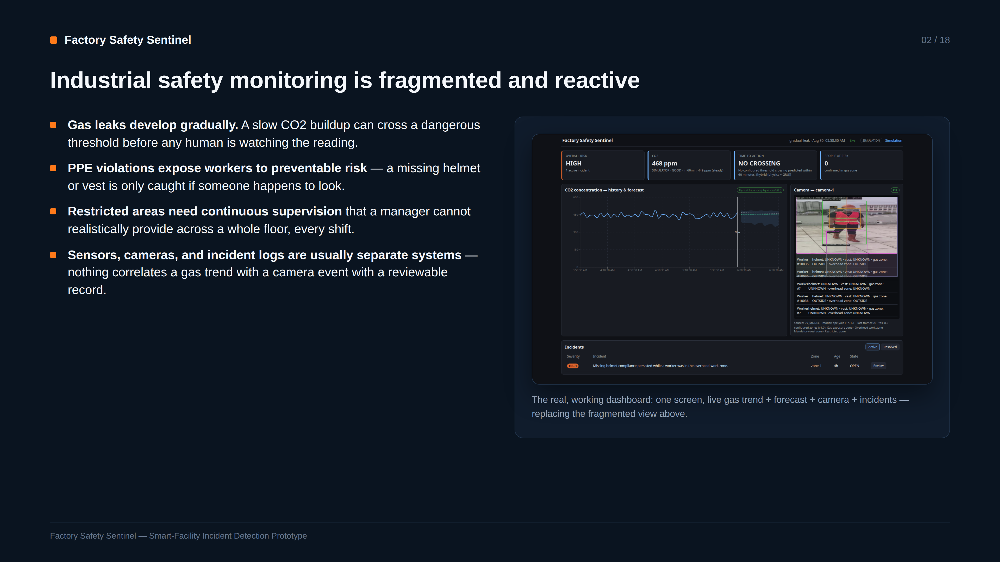 Factory Safety Sentinel
02 / 18
Industrial safety monitoring is fragmented and reactive
Gas leaks develop gradually. A slow CO2 buildup can cross a dangerous
threshold before any human is watching the reading.
PPE violations expose workers to preventable risk — a missing helmet
or vest is only caught if someone happens to look.
Restricted areas need continuous supervision that a manager cannot
realistically provide across a whole floor, every shift.
Sensors, cameras, and incident logs are usually separate systems —
nothing correlates a gas trend with a camera event with a reviewable
record.
Factory Safety Sentinel
gradual_leak · Aug 30, 05:58:30 AM Live SIMULATION Simulation
OVERALL RISK
HIGH
1 active incident
CO2
468 ppm
SIMULATOR · GOOD · in 60min: 449 ppm (steady)
TIME-TO-ACTION
NO CROSSING
No configured threshold crossing predicted within
60 minutes. [hybrid (physics + GRU)]
PEOPLE AT RISK
0
confirmed in gas zone
CO2 concentration — history & forecast
Hybrid forecast (physics + GRU)
600
450
300
150
0
Now
3:58:30 AM 4:18:30 AM 4:38:30 AM 4:58:30 AM 5:18:30 AM 5:38:30 AM 6:08:30 AM 6:58:30 AM
Camera — camera-1
OK
Worker helmet: UNKNOWN · vest: UNKNOWN · gas zone:
#10036 OUTSIDE · overhead zone: OUTSIDE
Worker helmet: UNKNOWN · vest: UNKNOWN · gas zone:
#10036 OUTSIDE · overhead zone: OUTSIDE
Workerhelmet: UNKNOWN · vest: UNKNOWN · gas zone:
#? UNKNOWN · overhead zone: UNKNOWN
Worker helmet: UNKNOWN · vest: UNKNOWN · gas zone:
#10036 OUTSIDE · overhead zone: OUTSIDE
Workerhelmet: UNKNOWN · vest: UNKNOWN · gas zone:
#? UNKNOWN · overhead zone: UNKNOWN
source: CV_MODEL model: ppe-yolo11n-1.1 last frame: 0s fps: 8.6
configured zones (v1.0): Gas exposure zone · Overhead work zone ·
Mandatory-vest zone · Restricted zone
Incidents
Active Resolved
Severity Incident Zone Age State
HIGH Missing helmet compliance persisted while a worker was in the overhead-work zone. zone-1 4h OPEN Review
The real, working dashboard: one screen, live gas trend + forecast + camera + incidents —
replacing the fragmented view above.
Factory Safety Sentinel — Smart-Facility Incident Detection Prototype